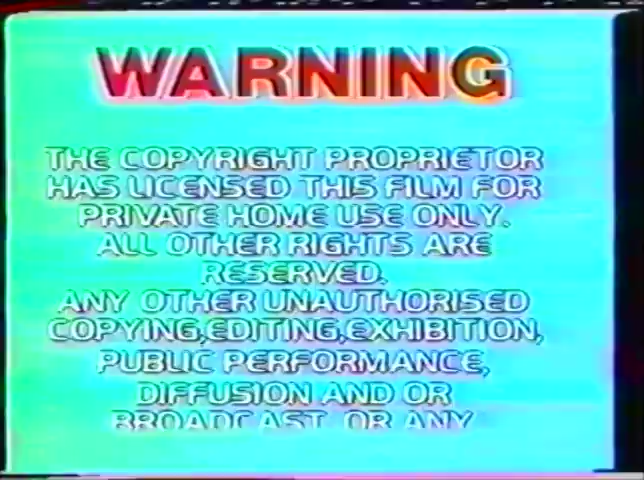 WARNING
THE COPYRIGHT PROPRIETOR
HAS LICENSED THIS FILM FOR
PRIVATE HOME USE ONLY.
ALL OTHER RIGHTS ARE
RESERVED.
ANY OTHER UNAUTHORISED
COPYING,EDITING,EXHIBITION,
PUBLIC PERFORMANCE,
DIFFUSION AND OR
BROADCAST, OR ANY